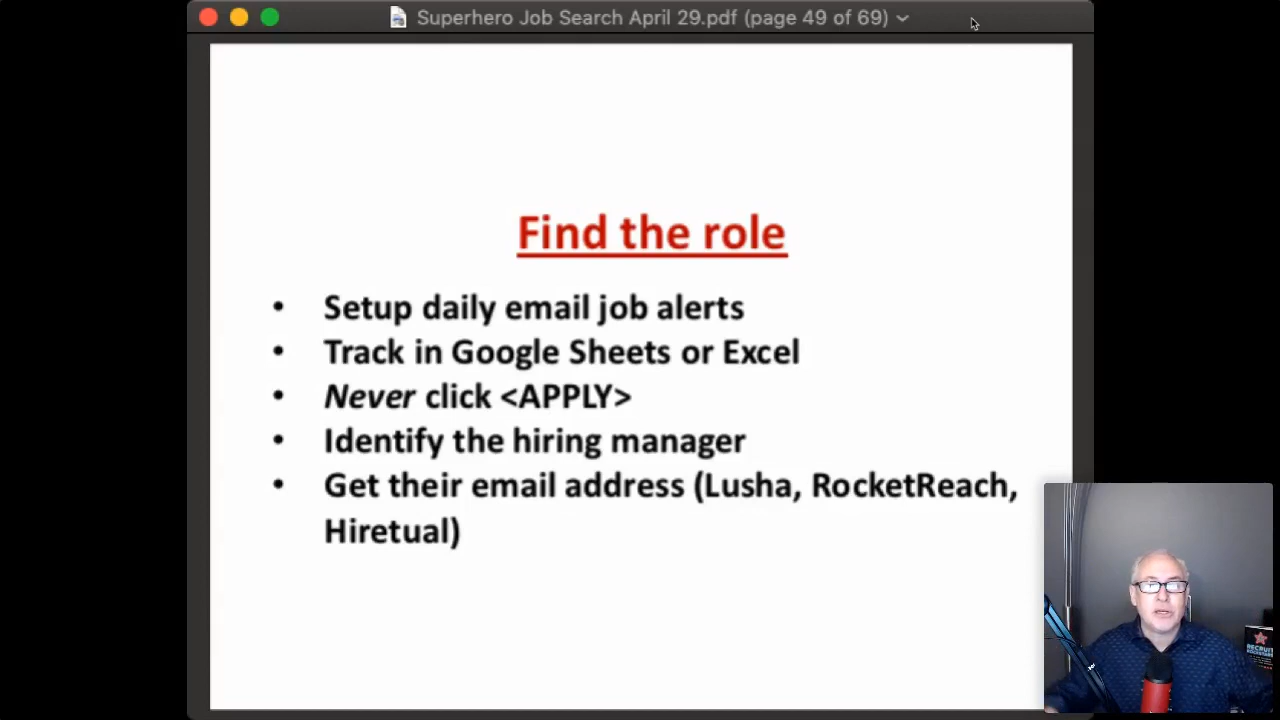 Superhero Job Search April 29.pdf (page 49 of 69)
Find the role
• Setup daily email job alerts
• Track in Google Sheets or Excel
• Never click <APPLY>
• Identify the hiring manager
• Get their email address (Lusha, RocketReach,
Hiretual)
RECRUIT
ROCKSTARS